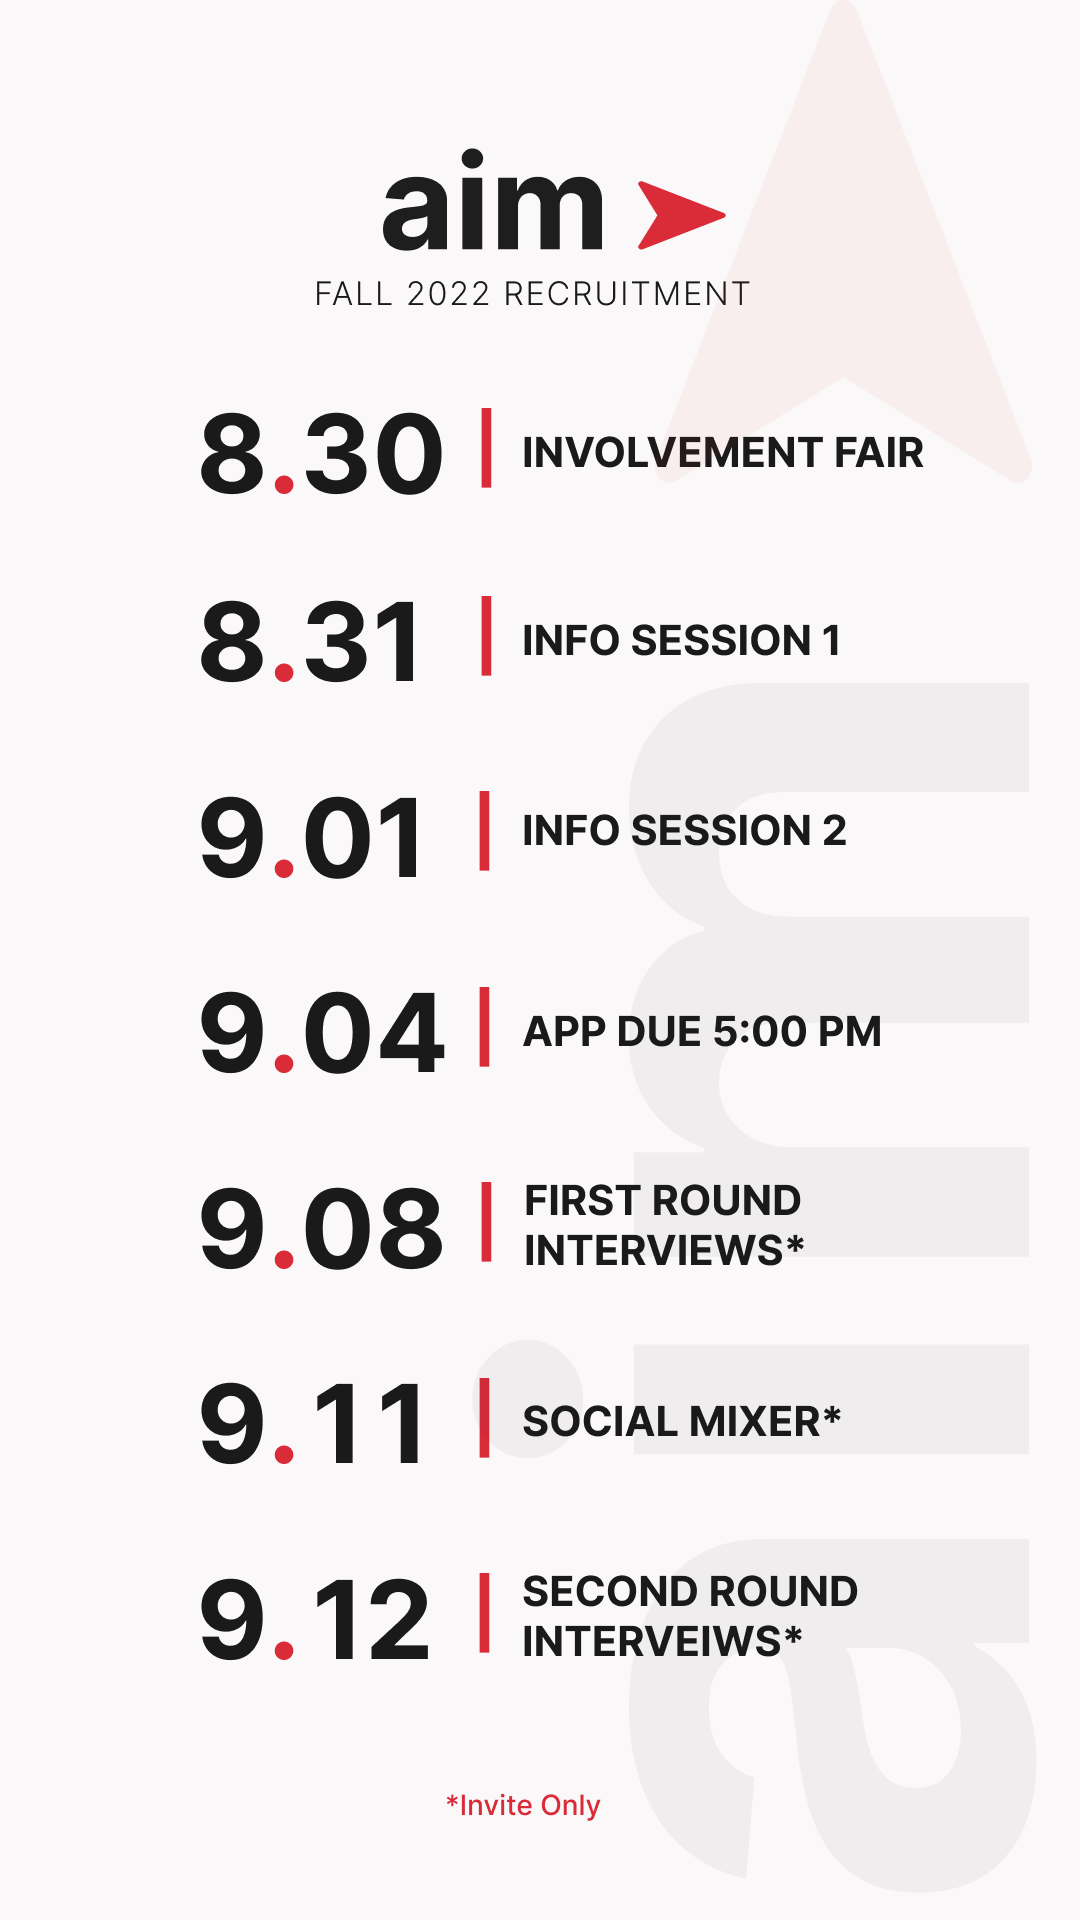 aim
FALL 2022 RECRUITMENT
8.30
INVOLVEMENT FAIR
8.31
INFO SESSION 1
9.01
INFO SESSION 2
9.04
APP DUE 5:00 PM
9.08
FIRST ROUND
INTERVIEWS*
9.11
SOCIAL MIXER*
9.12
SECOND ROUND
INTERVEIWS*
*Invite Only
aim